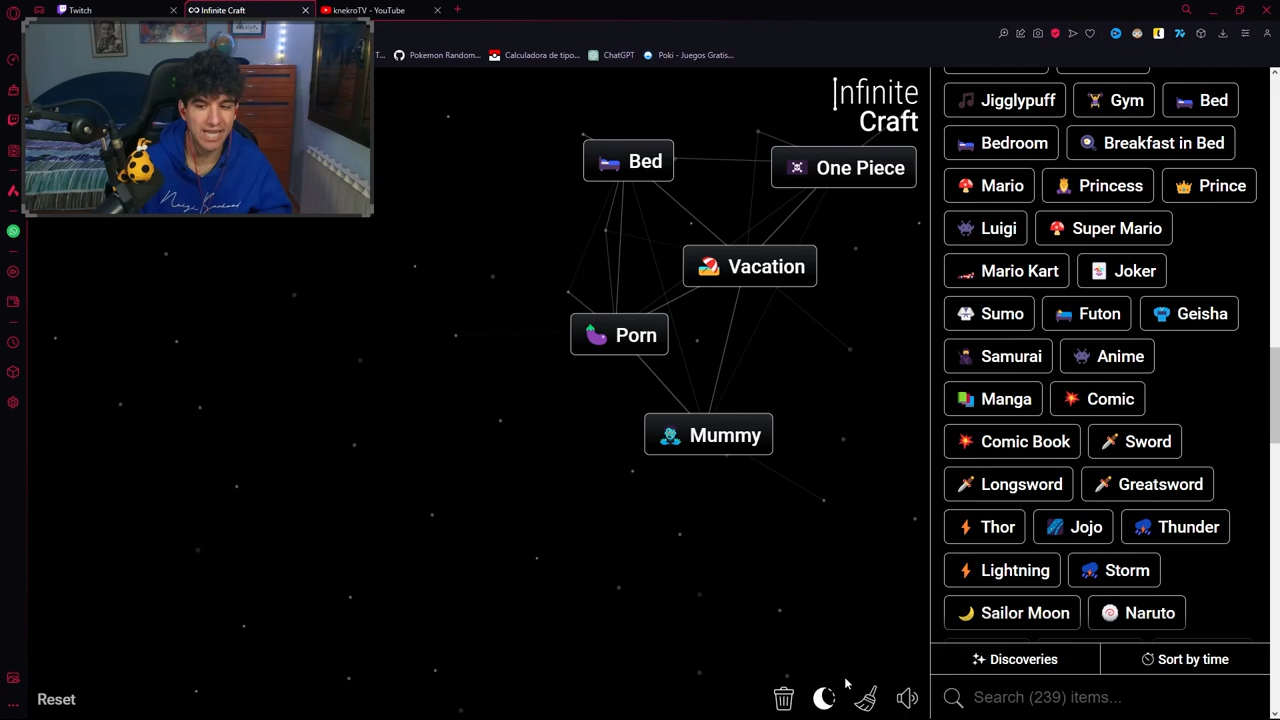 Twitch
Infinite Craft
knekroTV - YouTube
T...
Pokemon Random...
Calculadora de tipo...
ChatGPT
Poki - Juegos Gratis...
Infinite
Craft
Bed
One Piece
Vacation
Porn
Mummy
Jigglypuff
Gym
Bed
Bedroom
Breakfast in Bed
Mario
Princess
Prince
Luigi
Super Mario
Mario Kart
Joker
Sumo
Futon
Geisha
Samurai
Anime
Manga
Comic
Comic Book
Sword
Longsword
Greatsword
Thor
Jojo
Thunder
Lightning
Storm
Sailor Moon
Naruto
Discoveries
Sort by time
Reset
Search (239) items...